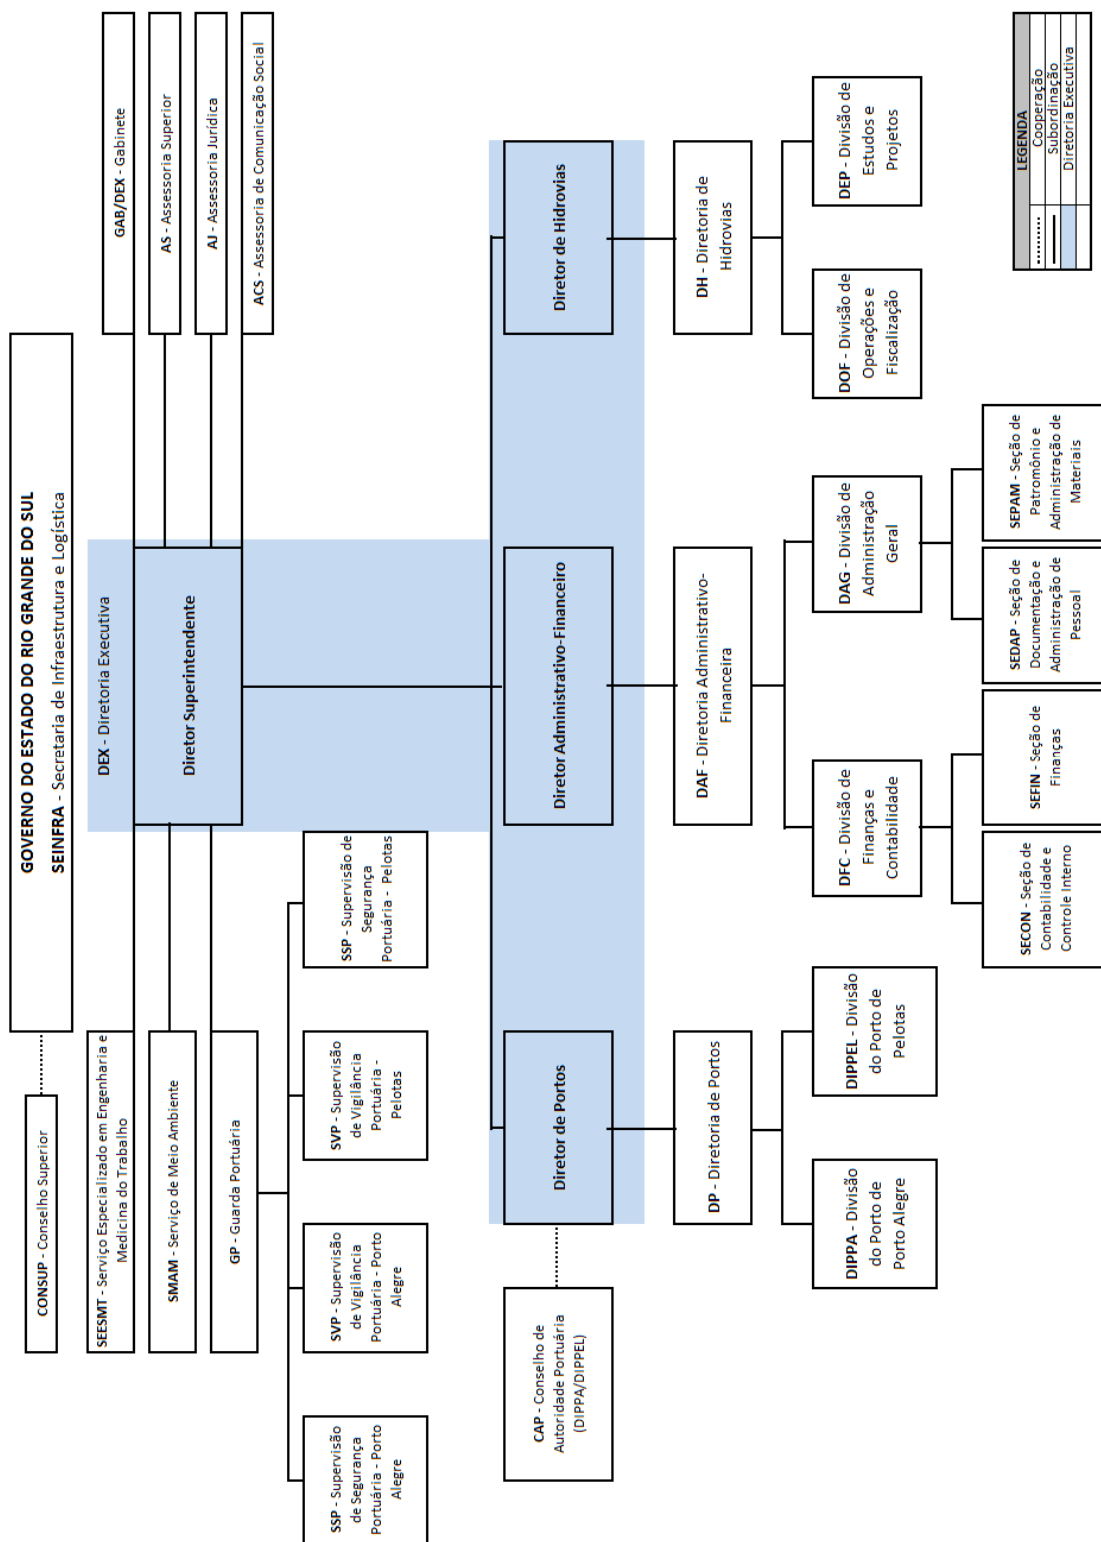 GOVERNO DO ESTADO DO RIO GRANDE DO SUL
SEINFRA - Secretaria de Infraestrutura e Logística
CONSUP - Conselho Superior
DEX - Diretoria Executiva
Diretor Superintendente
SEESMT - Serviço Especializado em Engenharia e
Medicina do Trabalho
SMAM - Serviço de Meio Ambiente
GP - Guarda Portuária
GAB/DEX - Gabinete
AS - Assessoria Superior
AJ - Assessoria Jurídica
ACS - Assessoria de Comunicação Social
SSP - Supervisão
de Segurança
Portuária - Porto
Alegre
SVP - Supervisão
de Vigilância
Portuária - Porto
Alegre
SVP - Supervisão
de Vigilância
Portuária -
Pelotas
SSP - Supervisão de
Segurança
Portuária - Pelotas
CAP - Conselho de
Autoridade Portuária
(DIPPA/DIPPEL)
Diretor de Portos
Diretor Administrativo-Financeiro
Diretor de Hidrovias
DP - Diretoria de Portos
DAF - Diretoria Administrativo-
Financeira
DH - Diretoria de
Hidrovias
DIPPA - Divisão
do Porto de
Porto Alegre
DIPPEL - Divisão
do Porto de
Pelotas
DFC - Divisão de
Finanças e
Contabilidade
DAG - Divisão de
Administração
Geral
DOF - Divisão de
Operações e
Fiscalização
DEP - Divisão de
Estudos e
Projetos
SECON - Seção de
Contabilidade e
Controle Interno
SEFIN - Seção de
Finanças
SEDAP - Seção de
Documentação e
Administração de
Pessoal
SEPAM - Seção de
Patromônio e
Administração de
Materiais
LEGENDA
Cooperação
Subordinação
Diretoria Executiva